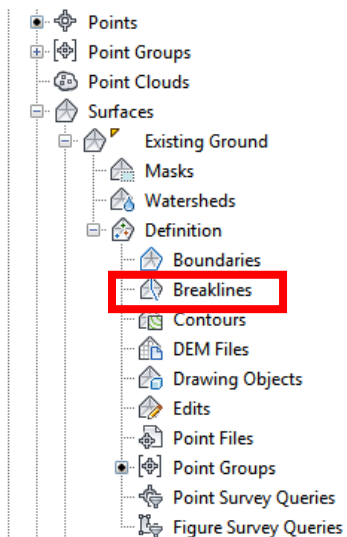 Points
Point Groups
Point Clouds
Surfaces
Existing Ground
Masks
Watersheds
Definition
Boundaries
Breaklines
Contours
DEM Files
Drawing Objects
Edits
Point Files
Point Groups
Point Survey Queries
Figure Survey Queries